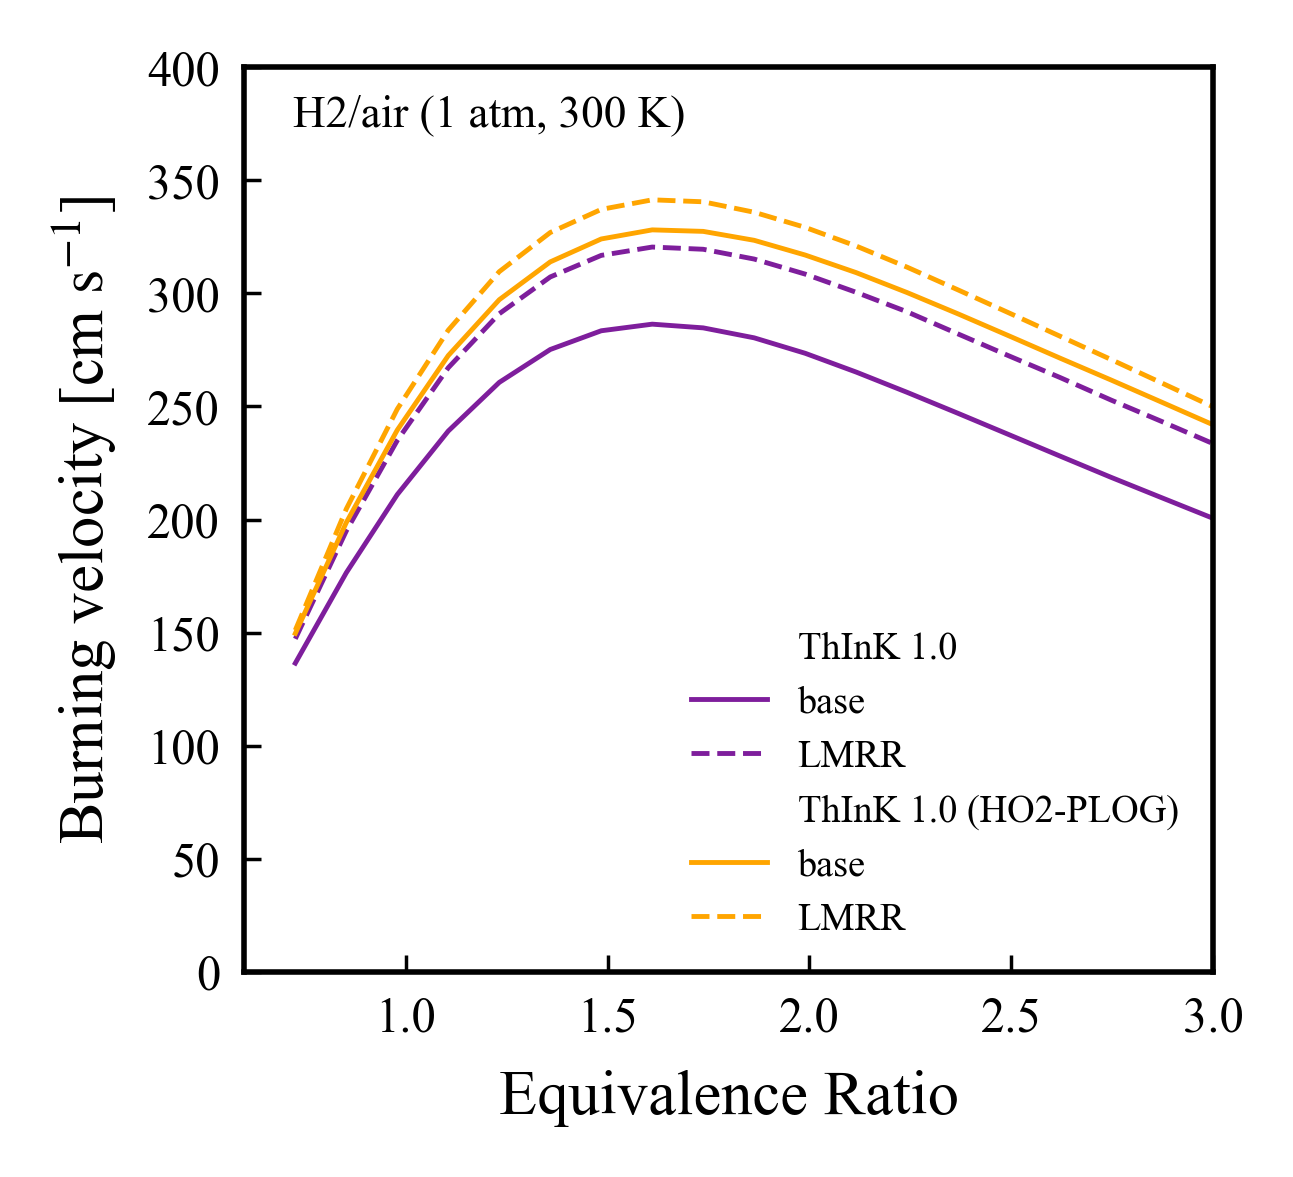 H2/air (1 atm, 300 K)
400
350
300
250
200
150
100
50
0
Burning velocity [cm s⁻¹]
ThInK 1.0
base
LMRR
ThInK 1.0 (HO2-PLOG)
base
LMRR
1.0 1.5 2.0 2.5 3.0
Equivalence Ratio